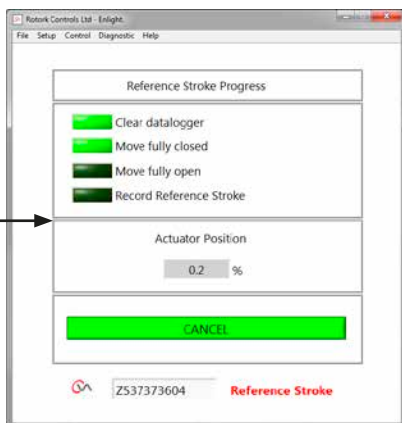 Rotork Controls Ltd - Enlight.
File Setup Control Diagnostic Help
Reference Stroke Progress
Clear datalogger
Move fully closed
Move fully open
Record Reference Stroke
Actuator Position
0.2 %
CANCEL
Z537373604 Reference Stroke